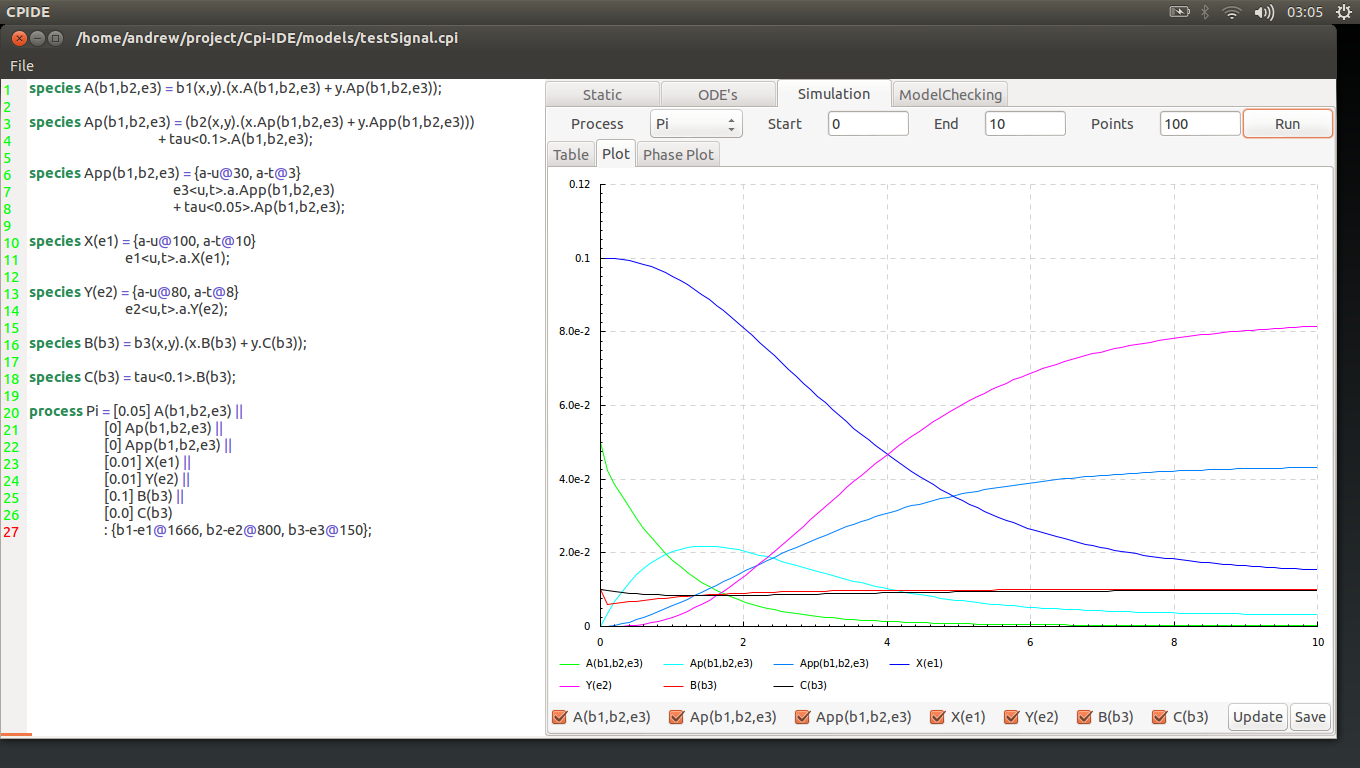 CPIDE 03:05
/home/andrew/project/Cpi-IDE/models/testSignal.cpi
File
1 species A(b1,b2,e3) = b1(x,y).(x.A(b1,b2,e3) + y.Ap(b1,b2,e3));
2
3 species Ap(b1,b2,e3) = (b2(x,y).(x.Ap(b1,b2,e3) + y.App(b1,b2,e3)))
4 + tau<0.1>.A(b1,b2,e3);
5
6 species App(b1,b2,e3) = {a-u@30, a-t@3}
7 e3<u,t>.a.App(b1,b2,e3)
8 + tau<0.05>.Ap(b1,b2,e3);
9
10 species X(e1) = {a-u@100, a-t@10}
11 e1<u,t>.a.X(e1);
12
13 species Y(e2) = {a-u@80, a-t@8}
14 e2<u,t>.a.Y(e2);
15
16 species B(b3) = b3(x,y).(x.B(b3) + y.C(b3));
17
18 species C(b3) = tau<0.1>.B(b3);
19
20 process Pi = [0.05] A(b1,b2,e3) ||
21 [0] Ap(b1,b2,e3) ||
22 [0] App(b1,b2,e3) ||
23 [0.01] X(e1) ||
24 [0.01] Y(e2) ||
25 [0.1] B(b3) ||
26 [0.0] C(b3)
27 : {b1-e1@1666, b2-e2@800, b3-e3@150};
Static ODE's Simulation ModelChecking
Process Pi Start 0 End 10 Points 100 Run
Table Plot Phase Plot
0.12
0.1
8.0e-2
6.0e-2
4.0e-2
2.0e-2
0
0 2 4 6 8 10
A(b1,b2,e3) Ap(b1,b2,e3) App(b1,b2,e3) X(e1)
Y(e2) B(b3) C(b3)
A(b1,b2,e3) Ap(b1,b2,e3) App(b1,b2,e3) X(e1) Y(e2) B(b3) C(b3) Update Save